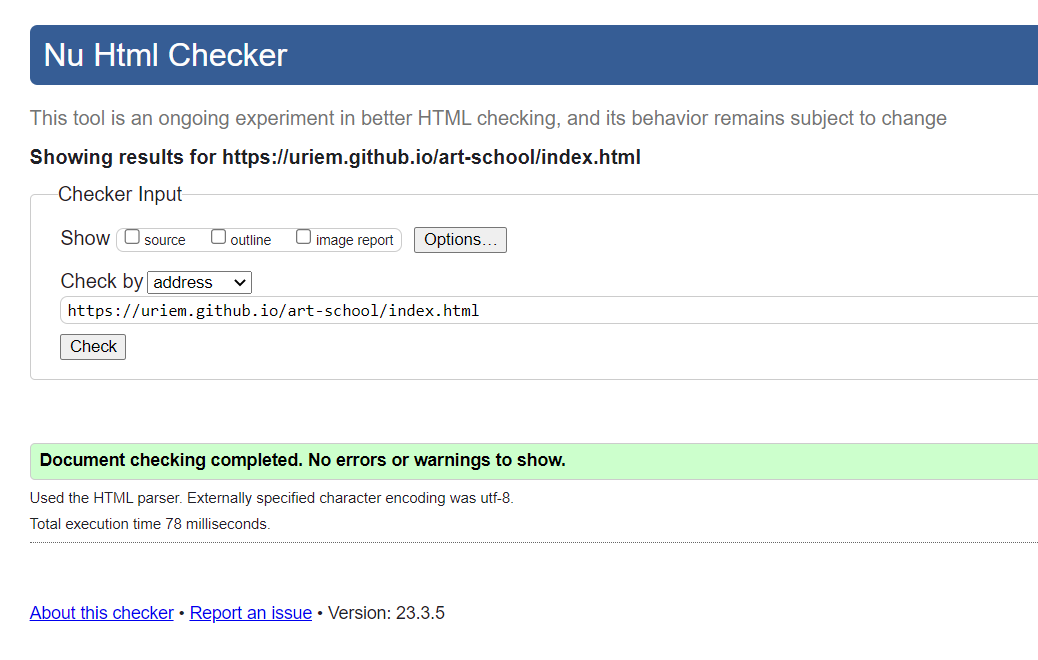 Nu Html Checker
This tool is an ongoing experiment in better HTML checking, and its behavior remains subject to change
Showing results for https://uriem.github.io/art-school/index.html
Checker Input
Show source outline image report Options…
Check by address
https://uriem.github.io/art-school/index.html
Check
Document checking completed. No errors or warnings to show.
Used the HTML parser. Externally specified character encoding was utf-8.
Total execution time 78 milliseconds.
About this checker • Report an issue • Version: 23.3.5